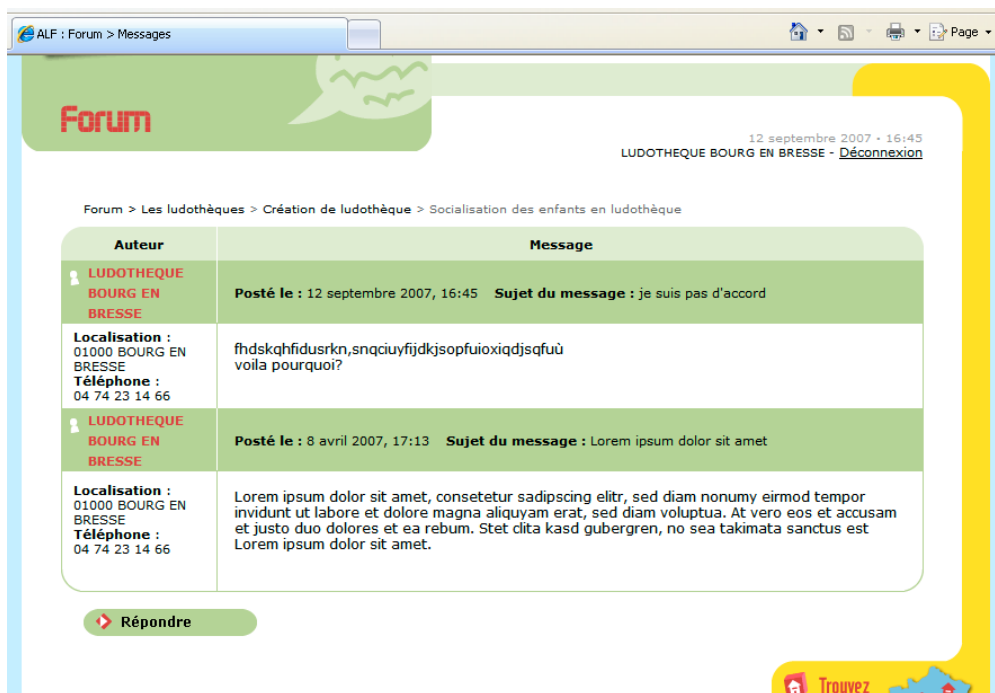 ALF : Forum > Messages
Page
Forum
12 septembre 2007 • 16:45
LUDOTHEQUE BOURG EN BRESSE - Déconnexion
Forum > Les ludothèques > Création de ludothèque > Socialisation des enfants en ludothèque
Auteur Message
LUDOTHEQUE
BOURG EN
BRESSE
Posté le : 12 septembre 2007, 16:45 Sujet du message : je suis pas d'accord
Localisation :
01000 BOURG EN
BRESSE
Téléphone :
04 74 23 14 66
fhdskqhfidusrkn,snqciuyfijdkjsopfuioxiqdjsqfuù
voila pourquoi?
LUDOTHEQUE
BOURG EN
BRESSE
Posté le : 8 avril 2007, 17:13 Sujet du message : Lorem ipsum dolor sit amet
Localisation :
01000 BOURG EN
BRESSE
Téléphone :
04 74 23 14 66
Lorem ipsum dolor sit amet, consetetur sadipscing elitr, sed diam nonumy eirmod tempor
invidunt ut labore et dolore magna aliquyam erat, sed diam voluptua. At vero eos et accusam
et justo duo dolores et ea rebum. Stet clita kasd gubergren, no sea takimata sanctus est
Lorem ipsum dolor sit amet.
Répondre
Trouvez